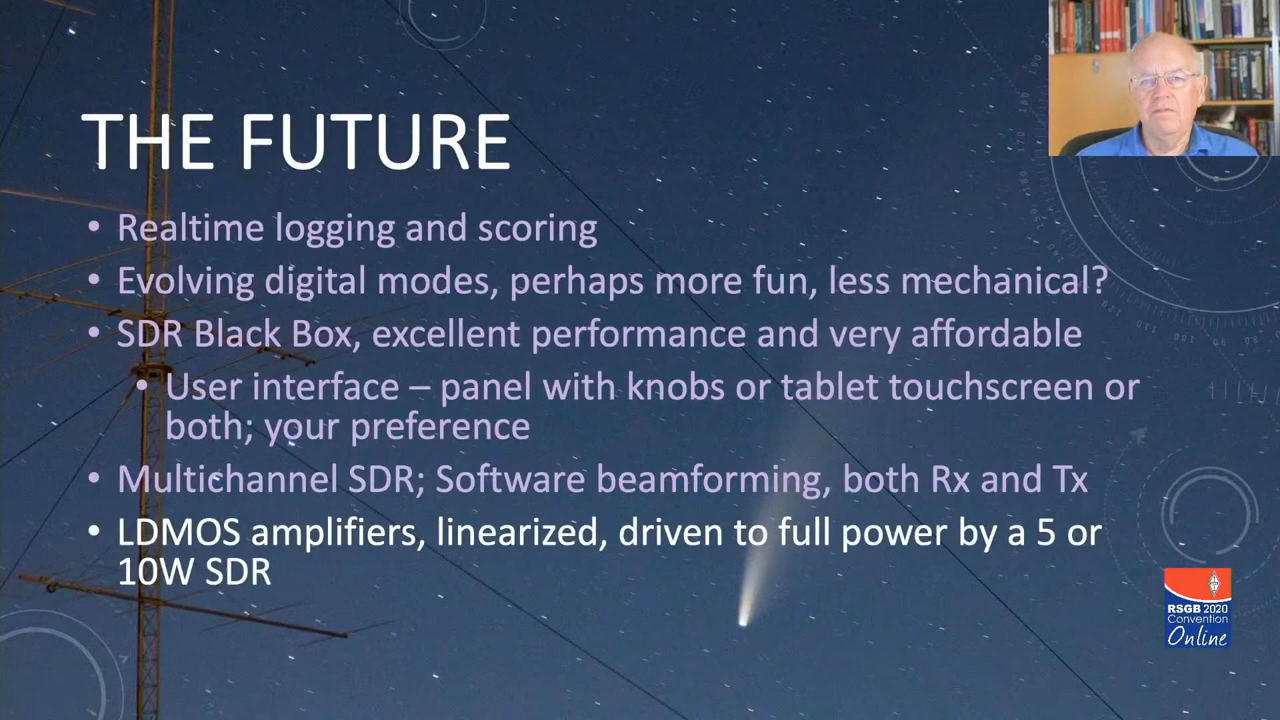 THE FUTURE
• Realtime logging and scoring
• Evolving digital modes, perhaps more fun, less mechanical?
• SDR Black Box, excellent performance and very affordable
• User interface – panel with knobs or tablet touchscreen or
both; your preference
• Multichannel SDR; Software beamforming, both Rx and Tx
• LDMOS amplifiers, linearized, driven to full power by a 5 or
10W SDR
RSGB 2020
Convention
Online